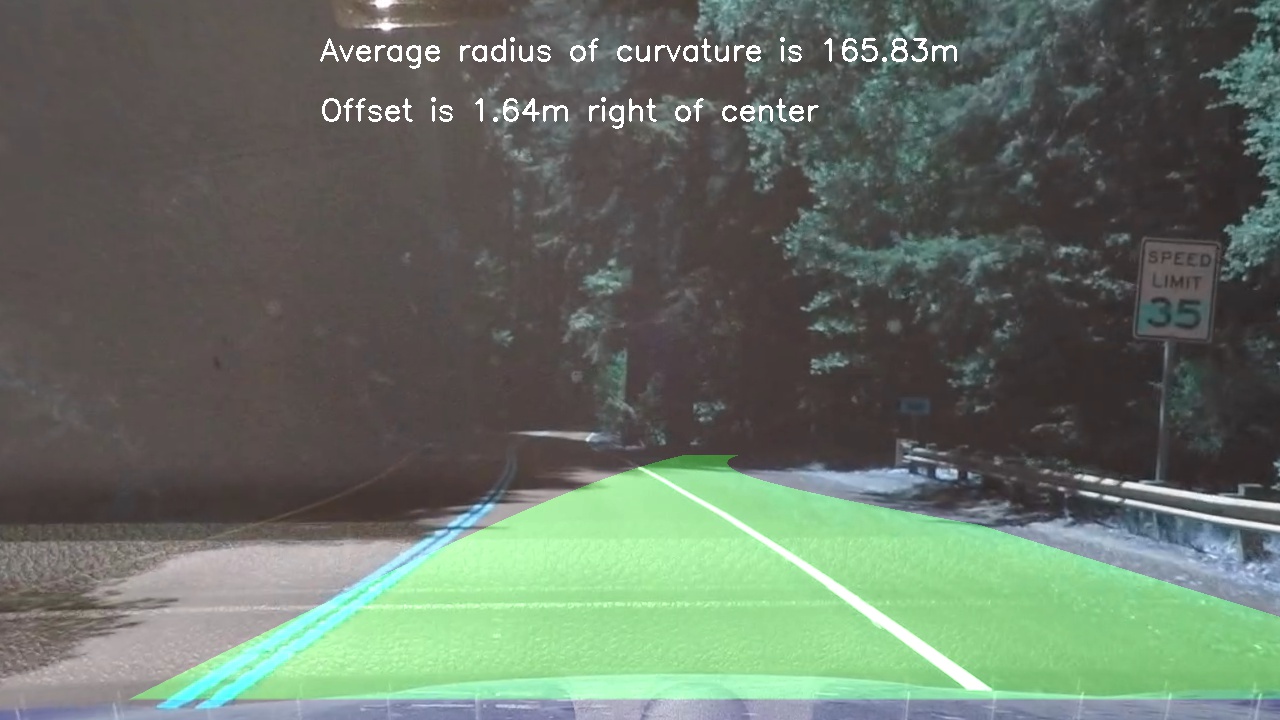 Average radius of curvature is 165.83m
Offset is 1.64m right of center
SPEED
LIMIT
35